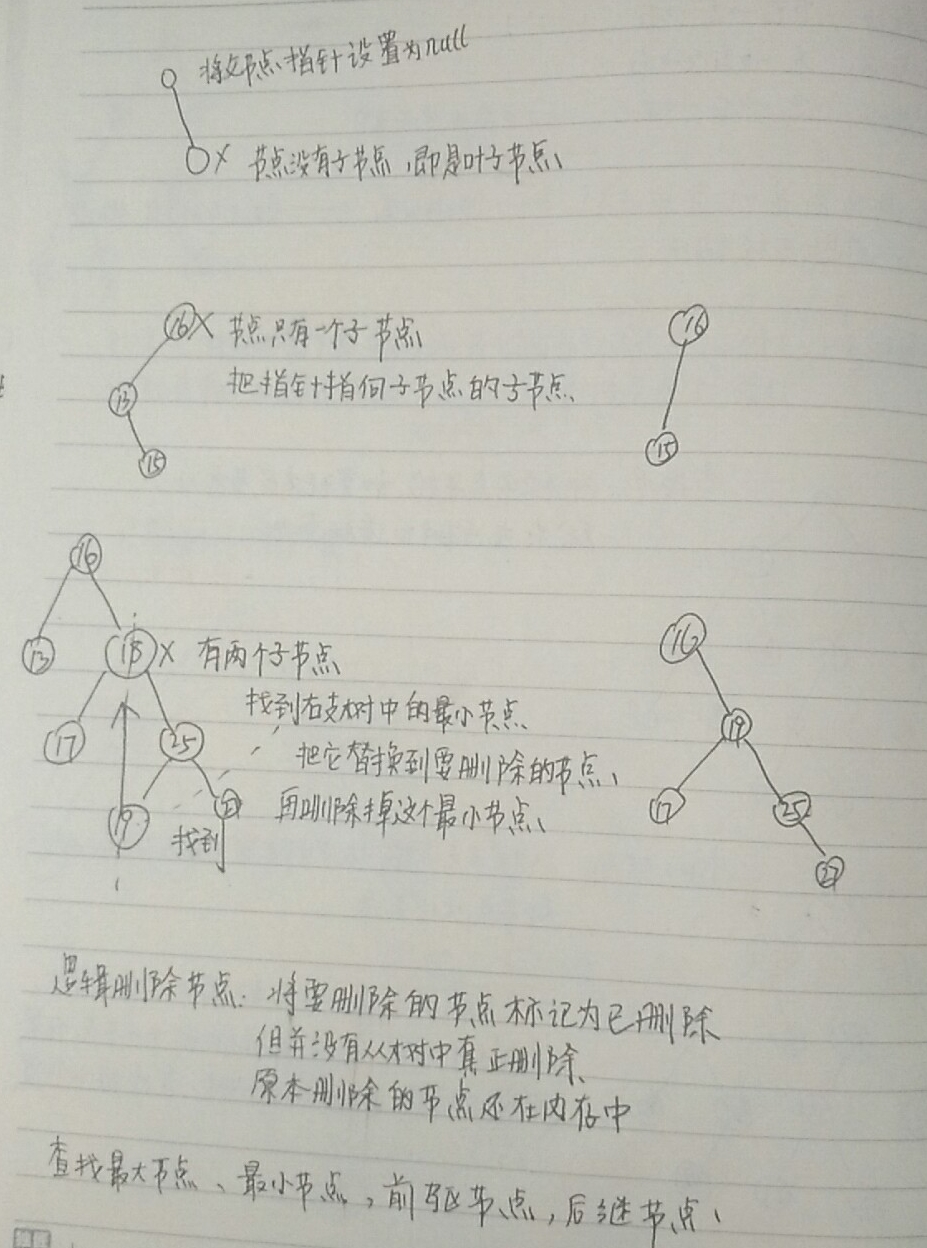 将父节点指针设置为null
X 节点没有子节点,即是叶子节点、
16 X 节点只有一个子节点
16
把指针指向子节点的子节点、
13
15
15
16
16
13
18 X 有两个子节点
找到右支树中的最小节点、
19
17
25
把它替换到要删除的节点、
19
27
再删除掉这个最小节点、
17
25
找到
27
逻辑删除节点: 将要删除的节点标记为已删除
但并没有从树中真正删除、
原本删除的节点还在内存中
查找最大节点、最小节点,前驱节点,后继节点、